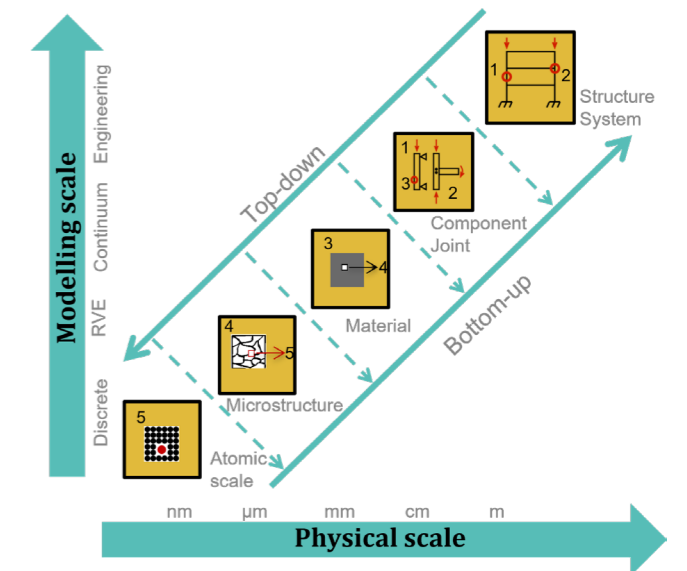 Modelling scale
Engineering
Continuum
RVE
Discrete
Top-down
Bottom-up
1
2
Structure
System
1
3
2
Component
Joint
3
4
Material
4
5
Microstructure
5
Atomic
scale
nm
µm
mm
cm
m
Physical scale